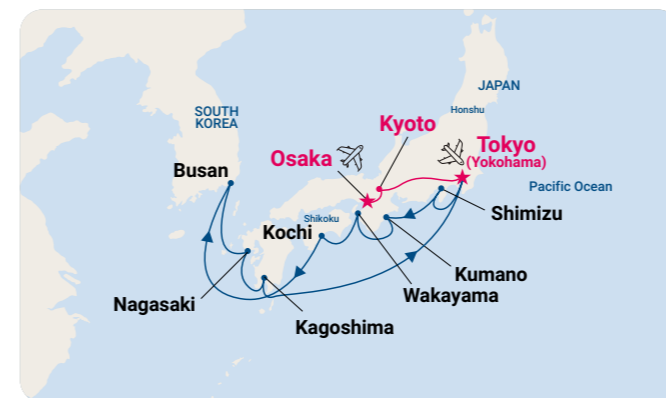 JAPAN
SOUTH
KOREA
Honshu
Kyoto
Tokyo
(Yokohama)
Osaka
Busan
Pacific Ocean
Shimizu
Shikoku
Kochi
Kumano
Wakayama
Nagasaki
Kagoshima